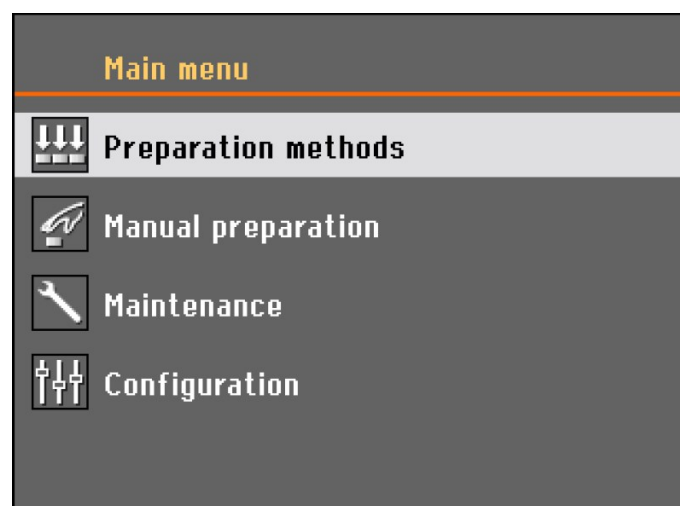 Main menu
Preparation methods
Manual preparation
Maintenance
Configuration